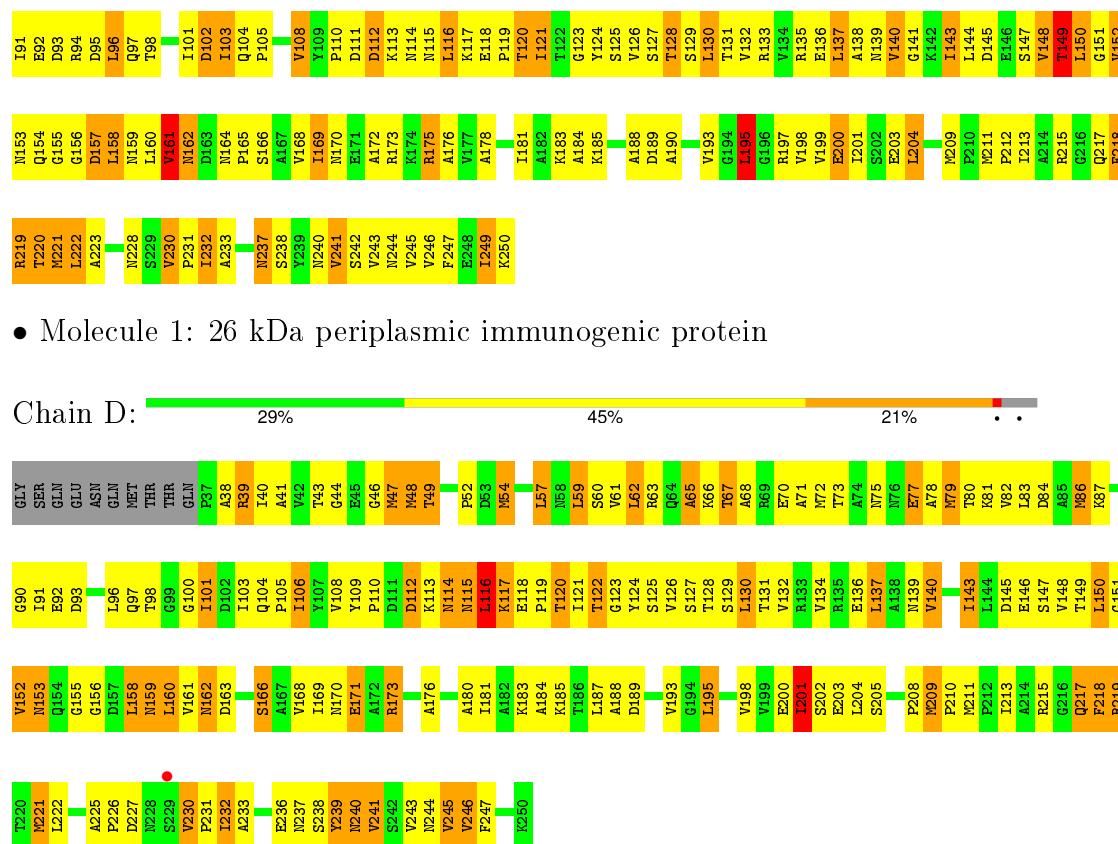 I91 E92 D93 R94 D95 L96 Q97 T98 I101 D102 I103 Q104 P105 V108 Y109 P110 D111 D112 K113 N114 N115 L116 K117 E118 P119 T120 I121 T122 G123 Y124 S125 V126 S127 T128 S129 L130 T131 V132 R133 V134 R135 E136 L137 A138 N139 V140 G141 K142 I143 L144 D145 E146 S147 V148 T149 L150 G151 V152
N153 Q154 G155 G156 D157 L158 N159 L160 V161 N162 D163 N164 P165 S166 A167 V168 I169 N170 E171 A172 R173 K174 R175 A176 V177 A178 I181 A182 K183 A184 K185 A188 D189 A190 V193 G194 L195 G196 R197 V198 V199 E200 I201 S202 E203 L204 M209 P210 M211 P212 I213 A214 R215 G216 Q217 F218
R219 T220 M221 L222 A223 N228 S229 V230 P231 I232 A233 N237 S238 Y239 N240 V241 S242 V243 N244 V245 V246 F247 E248 I249 K250
• Molecule 1: 26 kDa periplasmic immunogenic protein
Chain D:
29% 45% 21% • •
GLY SER GLN GLU ASN GLN MET THR THR GLN P37 A38 R39 I40 A41 V42 T43 G44 E45 G46 M47 M48 T49 P52 D53 M54 L57 N58 L59 S60 V61 L62 R63 Q64 A65 K66 T67 A68 R69 E70 A71 M72 T73 A74 N75 N76 E77 A78 M79 T80 K81 V82 L83 D84 A85 M86 K87
G90 I91 E92 D93 L96 Q97 T98 G99 G100 I101 D102 I103 Q104 P105 I106 Y107 V108 Y109 P110 D111 D112 K113 N114 N115 L116 K117 E118 P119 T120 I121 T122 G123 Y124 S125 V126 S127 T128 S129 L130 T131 V132 R133 V134 R135 E136 L137 A138 N139 V140 I143 L144 D145 E146 S147 V148 T149 L150 G151
V152 N153 Q154 G155 G156 D157 L158 N159 L160 V161 N162 D163 S166 A167 V168 I169 N170 E171 A172 R173 A176 A180 I181 A182 K183 A184 K185 T186 L187 A188 D189 V193 G194 L195 V198 V199 E200 I201 S202 E203 L204 S205 P208 M209 P210 M211 P212 I213 A214 R215 G216 Q217 F218 R219
T220 M221 L222 A225 P226 D227 N228 S229 V230 P231 I232 A233 E236 N237 S238 Y239 N240 V241 S242 V243 N244 V245 V246 F247 K250